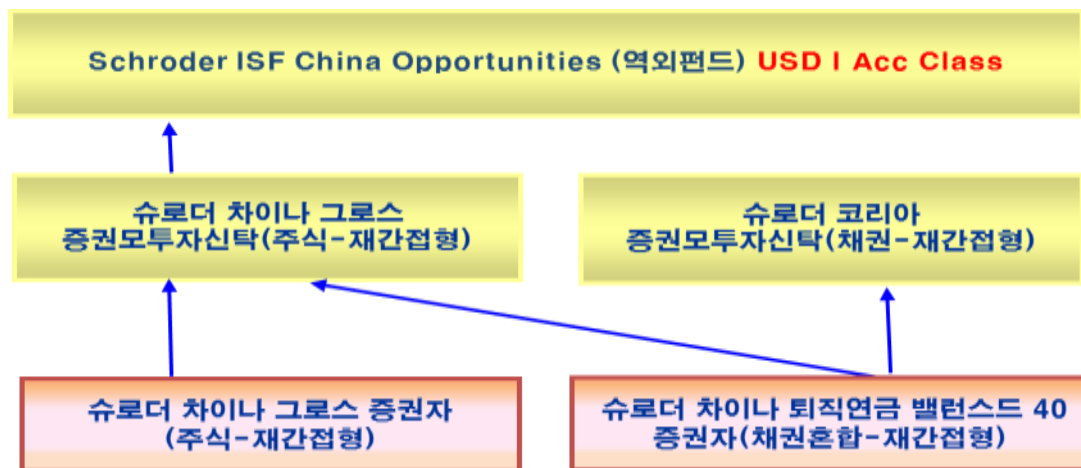 Schroder ISF China Opportunities (역외펀드) USD I Acc Class
슈로더 차이나 그로스
증권모투자신탁(주식-재간접형)
슈로더 코리아
증권모투자신탁(채권-재간접형)
슈로더 차이나 그로스 증권자
(주식-재간접형)
슈로더 차이나 퇴직연금 밸런스드 40
증권자(채권혼합-재간접형)